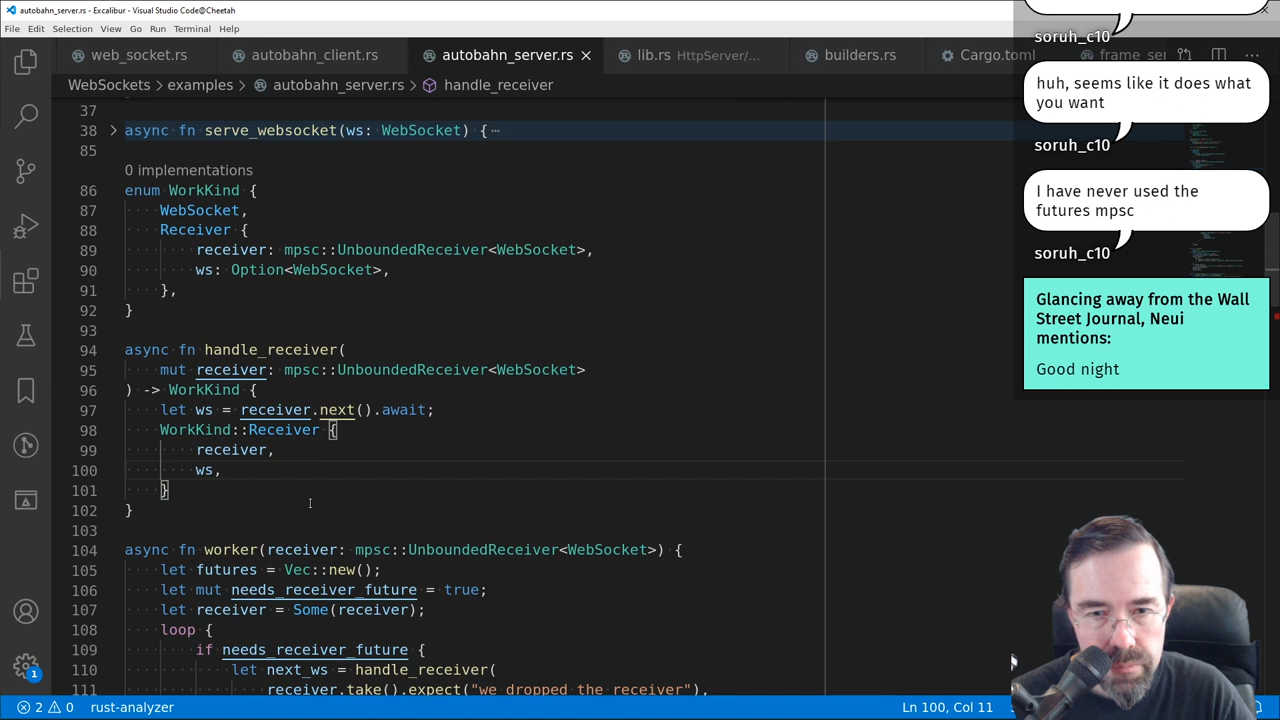 autobahn_server.rs - Excalibur - Visual Studio Code@Cheetah
File Edit Selection View Go Run Terminal Help
web_socket.rs autobahn_client.rs autobahn_server.rs lib.rs HttpServer/... builders.rs Cargo.toml frame_ser
WebSockets > examples > autobahn_server.rs > handle_receiver
37
38 async fn serve_websocket(ws: WebSocket) {⋯
85
0 implementations
86 enum WorkKind {
87 WebSocket,
88 Receiver {
89 receiver: mpsc::UnboundedReceiver<WebSocket>,
90 ws: Option<WebSocket>,
91 },
92 }
93
94 async fn handle_receiver(
95 mut receiver: mpsc::UnboundedReceiver<WebSocket>
96 ) -> WorkKind {
97 let ws = receiver.next().await;
98 WorkKind::Receiver {
99 receiver,
100 ws,
101 }
102 }
103
104 async fn worker(receiver: mpsc::UnboundedReceiver<WebSocket>) {
105 let futures = Vec::new();
106 let mut needs_receiver_future = true;
107 let receiver = Some(receiver);
108 loop {
109 if needs_receiver_future {
110 let next_ws = handle_receiver(
111 receiver.take().expect("we dropped the receiver"),
soruh_c10
huh, seems like it does what
you want
soruh_c10
I have never used the
futures mpsc
soruh_c10
Glancing away from the Wall
Street Journal, Neui
mentions:
Good night
1
2 0 rust-analyzer Ln 100, Col 11